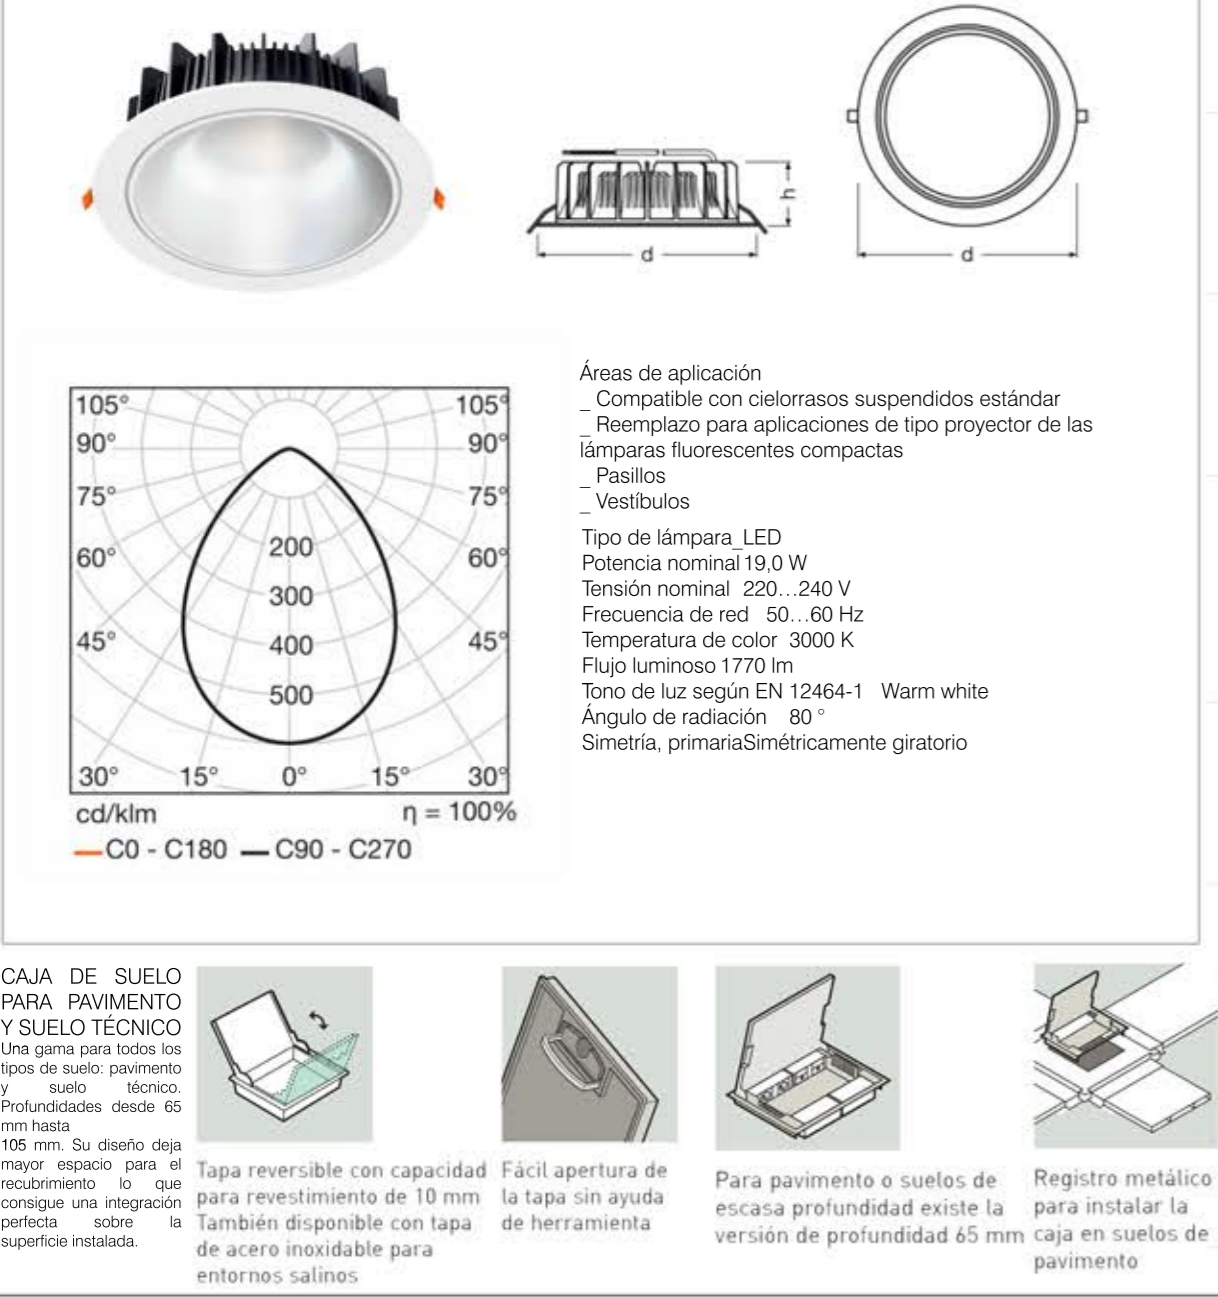 h
d
d
105°
105°
90°
90°
75°
75°
60°
60°
45°
45°
200
300
400
500
30°
15°
0°
15°
30°
cd/klm
η = 100%
C0 - C180
C90 - C270
Áreas de aplicación
_ Compatible con cielorrasos suspendidos estándar
_ Reemplazo para aplicaciones de tipo proyector de las
lámparas fluorescentes compactas
_ Pasillos
_ Vestíbulos
Tipo de lámpara_LED
Potencia nominal 19,0 W
Tensión nominal 220…240 V
Frecuencia de red 50…60 Hz
Temperatura de color 3000 K
Flujo luminoso 1770 lm
Tono de luz según EN 12464-1 Warm white
Ángulo de radiación 80 °
Simetría, primariaSimétricamente giratorio
CAJA DE SUELO
PARA PAVIMENTO
Y SUELO TÉCNICO
Una gama para todos los
tipos de suelo: pavimento
y suelo técnico.
Profundidades desde 65
mm hasta
105 mm. Su diseño deja
mayor espacio para el
recubrimiento lo que
consigue una integración
perfecta sobre la
superficie instalada.
Tapa reversible con capacidad
para revestimiento de 10 mm
También disponible con tapa
de acero inoxidable para
entornos salinos
Fácil apertura de
la tapa sin ayuda
de herramienta
Para pavimento o suelos de
escasa profundidad existe la
versión de profundidad 65 mm
Registro metálico
para instalar la
caja en suelos de
pavimento